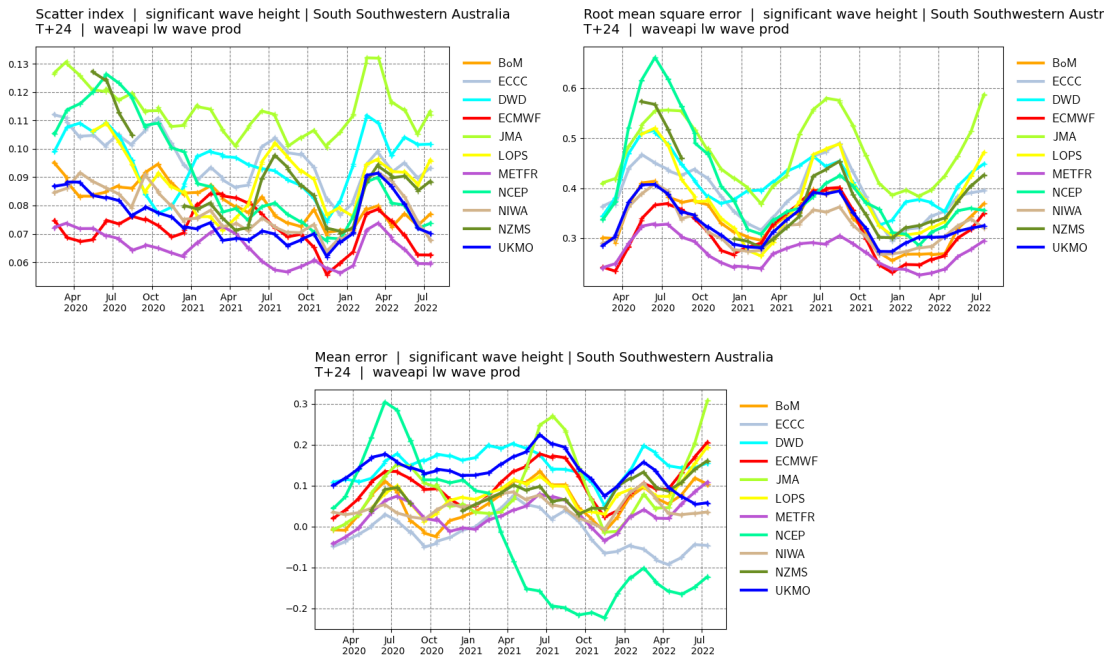 Scatter index | significant wave height | South Southwestern Australia
T+24 | waveapi lw wave prod
0.13
0.12
0.11
0.10
0.09
0.08
0.07
0.06
Apr 2020
Jul 2020
Oct 2020
Jan 2021
Apr 2021
Jul 2021
Oct 2021
Jan 2022
Apr 2022
Jul 2022
BoM
ECCC
DWD
ECMWF
JMA
LOPS
METFR
NCEP
NIWA
NZMS
UKMO
Root mean square error | significant wave height | South Southwestern Austr
T+24 | waveapi lw wave prod
0.6
0.5
0.4
0.3
Apr 2020
Jul 2020
Oct 2020
Jan 2021
Apr 2021
Jul 2021
Oct 2021
Jan 2022
Apr 2022
Jul 2022
BoM
ECCC
DWD
ECMWF
JMA
LOPS
METFR
NCEP
NIWA
NZMS
UKMO
Mean error | significant wave height | South Southwestern Australia
T+24 | waveapi lw wave prod
0.3
0.2
0.1
0.0
−0.1
−0.2
Apr 2020
Jul 2020
Oct 2020
Jan 2021
Apr 2021
Jul 2021
Oct 2021
Jan 2022
Apr 2022
Jul 2022
BoM
ECCC
DWD
ECMWF
JMA
LOPS
METFR
NCEP
NIWA
NZMS
UKMO